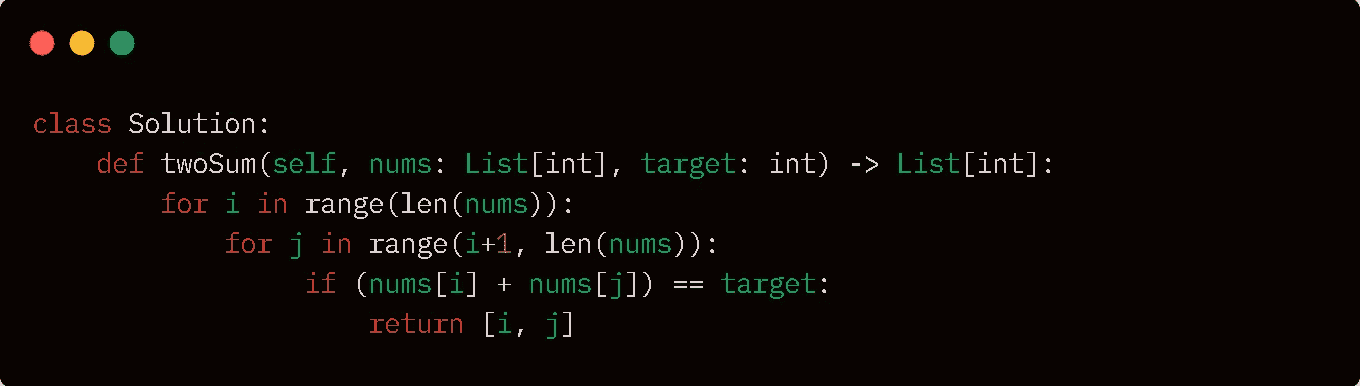 class Solution:
    def twoSum(self, nums: List[int], target: int) -> List[int]:
        for i in range(len(nums)):
            for j in range(i+1, len(nums)):
                 if (nums[i] + nums[j]) == target:
                     return [i, j]